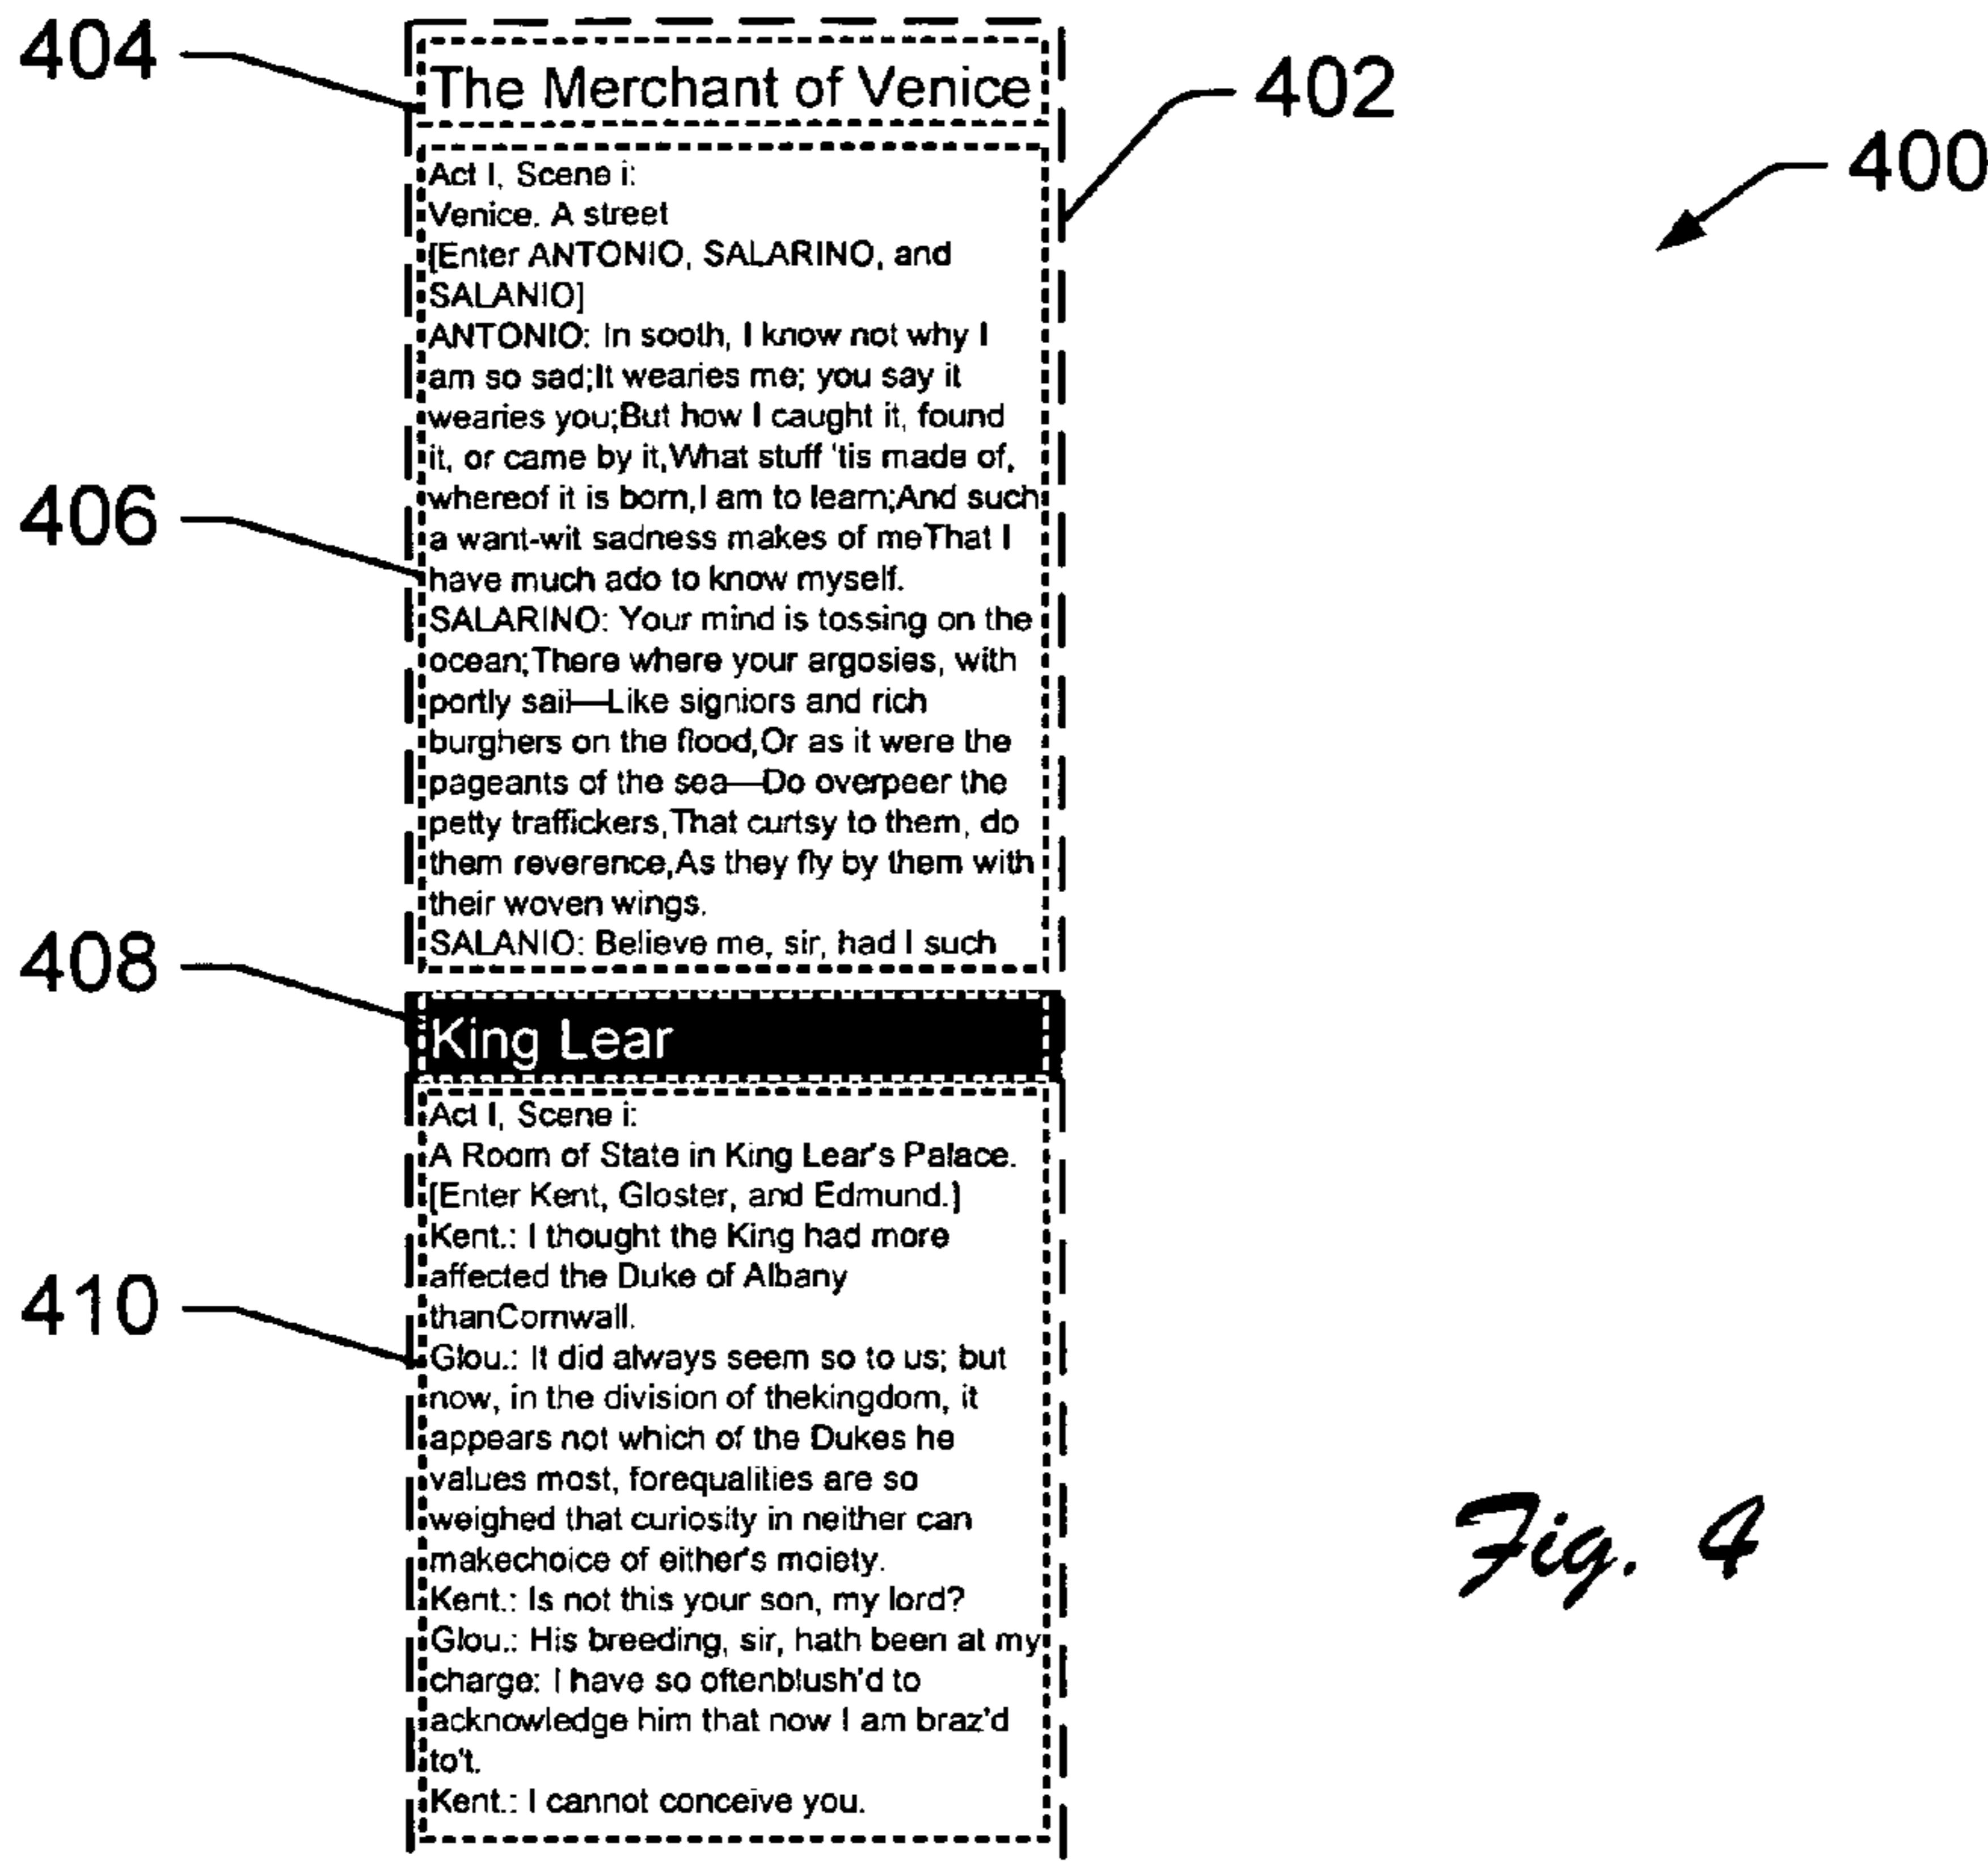 404
The Merchant of Venice
402
400
Act I, Scene i:
Venice. A street
[Enter ANTONIO, SALARINO, and
SALANIO]
ANTONIO: In sooth, I know not why I
am so sad;It wearies me; you say it
wearies you;But how I caught it, found
it, or came by it,What stuff 'tis made of,
whereof it is born,I am to learn;And such
a want-wit sadness makes of meThat I
have much ado to know myself.
406
SALARINO: Your mind is tossing on the
ocean;There where your argosies, with
portly sail—Like signiors and rich
burghers on the flood,Or as it were the
pageants of the sea—Do overpeer the
petty traffickers,That curtsy to them, do
them reverence,As they fly by them with
their woven wings.
SALANIO: Believe me, sir, had I such
408
King Lear
Act I, Scene i:
A Room of State in King Lear's Palace.
[Enter Kent, Gloster, and Edmund.]
Kent.: I thought the King had more
affected the Duke of Albany
thanCornwall.
410
Glou.: It did always seem so to us; but
now, in the division of thekingdom, it
appears not which of the Dukes he
values most, forequalities are so
weighed that curiosity in neither can
makechoice of either's moiety.
Kent.: Is not this your son, my lord?
Glou.: His breeding, sir, hath been at my
charge: I have so oftenblush'd to
acknowledge him that now I am braz'd
to't.
Kent.: I cannot conceive you.
Fig. 4